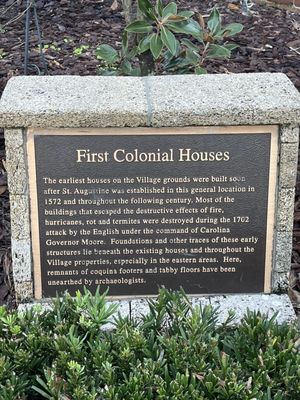 First Colonial Houses
The earliest houses on the Village grounds were built soon
after St. Augustine was established in this general location in
1572 and throughout the following century. Most of the
buildings that escaped the destructive effects of fire,
hurricanes, rot and termites were destroyed during the 1702
attack by the English under the command of Carolina
Governor Moore. Foundations and other traces of these early
structures lie beneath the existing houses and throughout the
Village properties, especially in the eastern areas. Here,
remnants of coquina footers and tabby floors have been
unearthed by archaeologists.